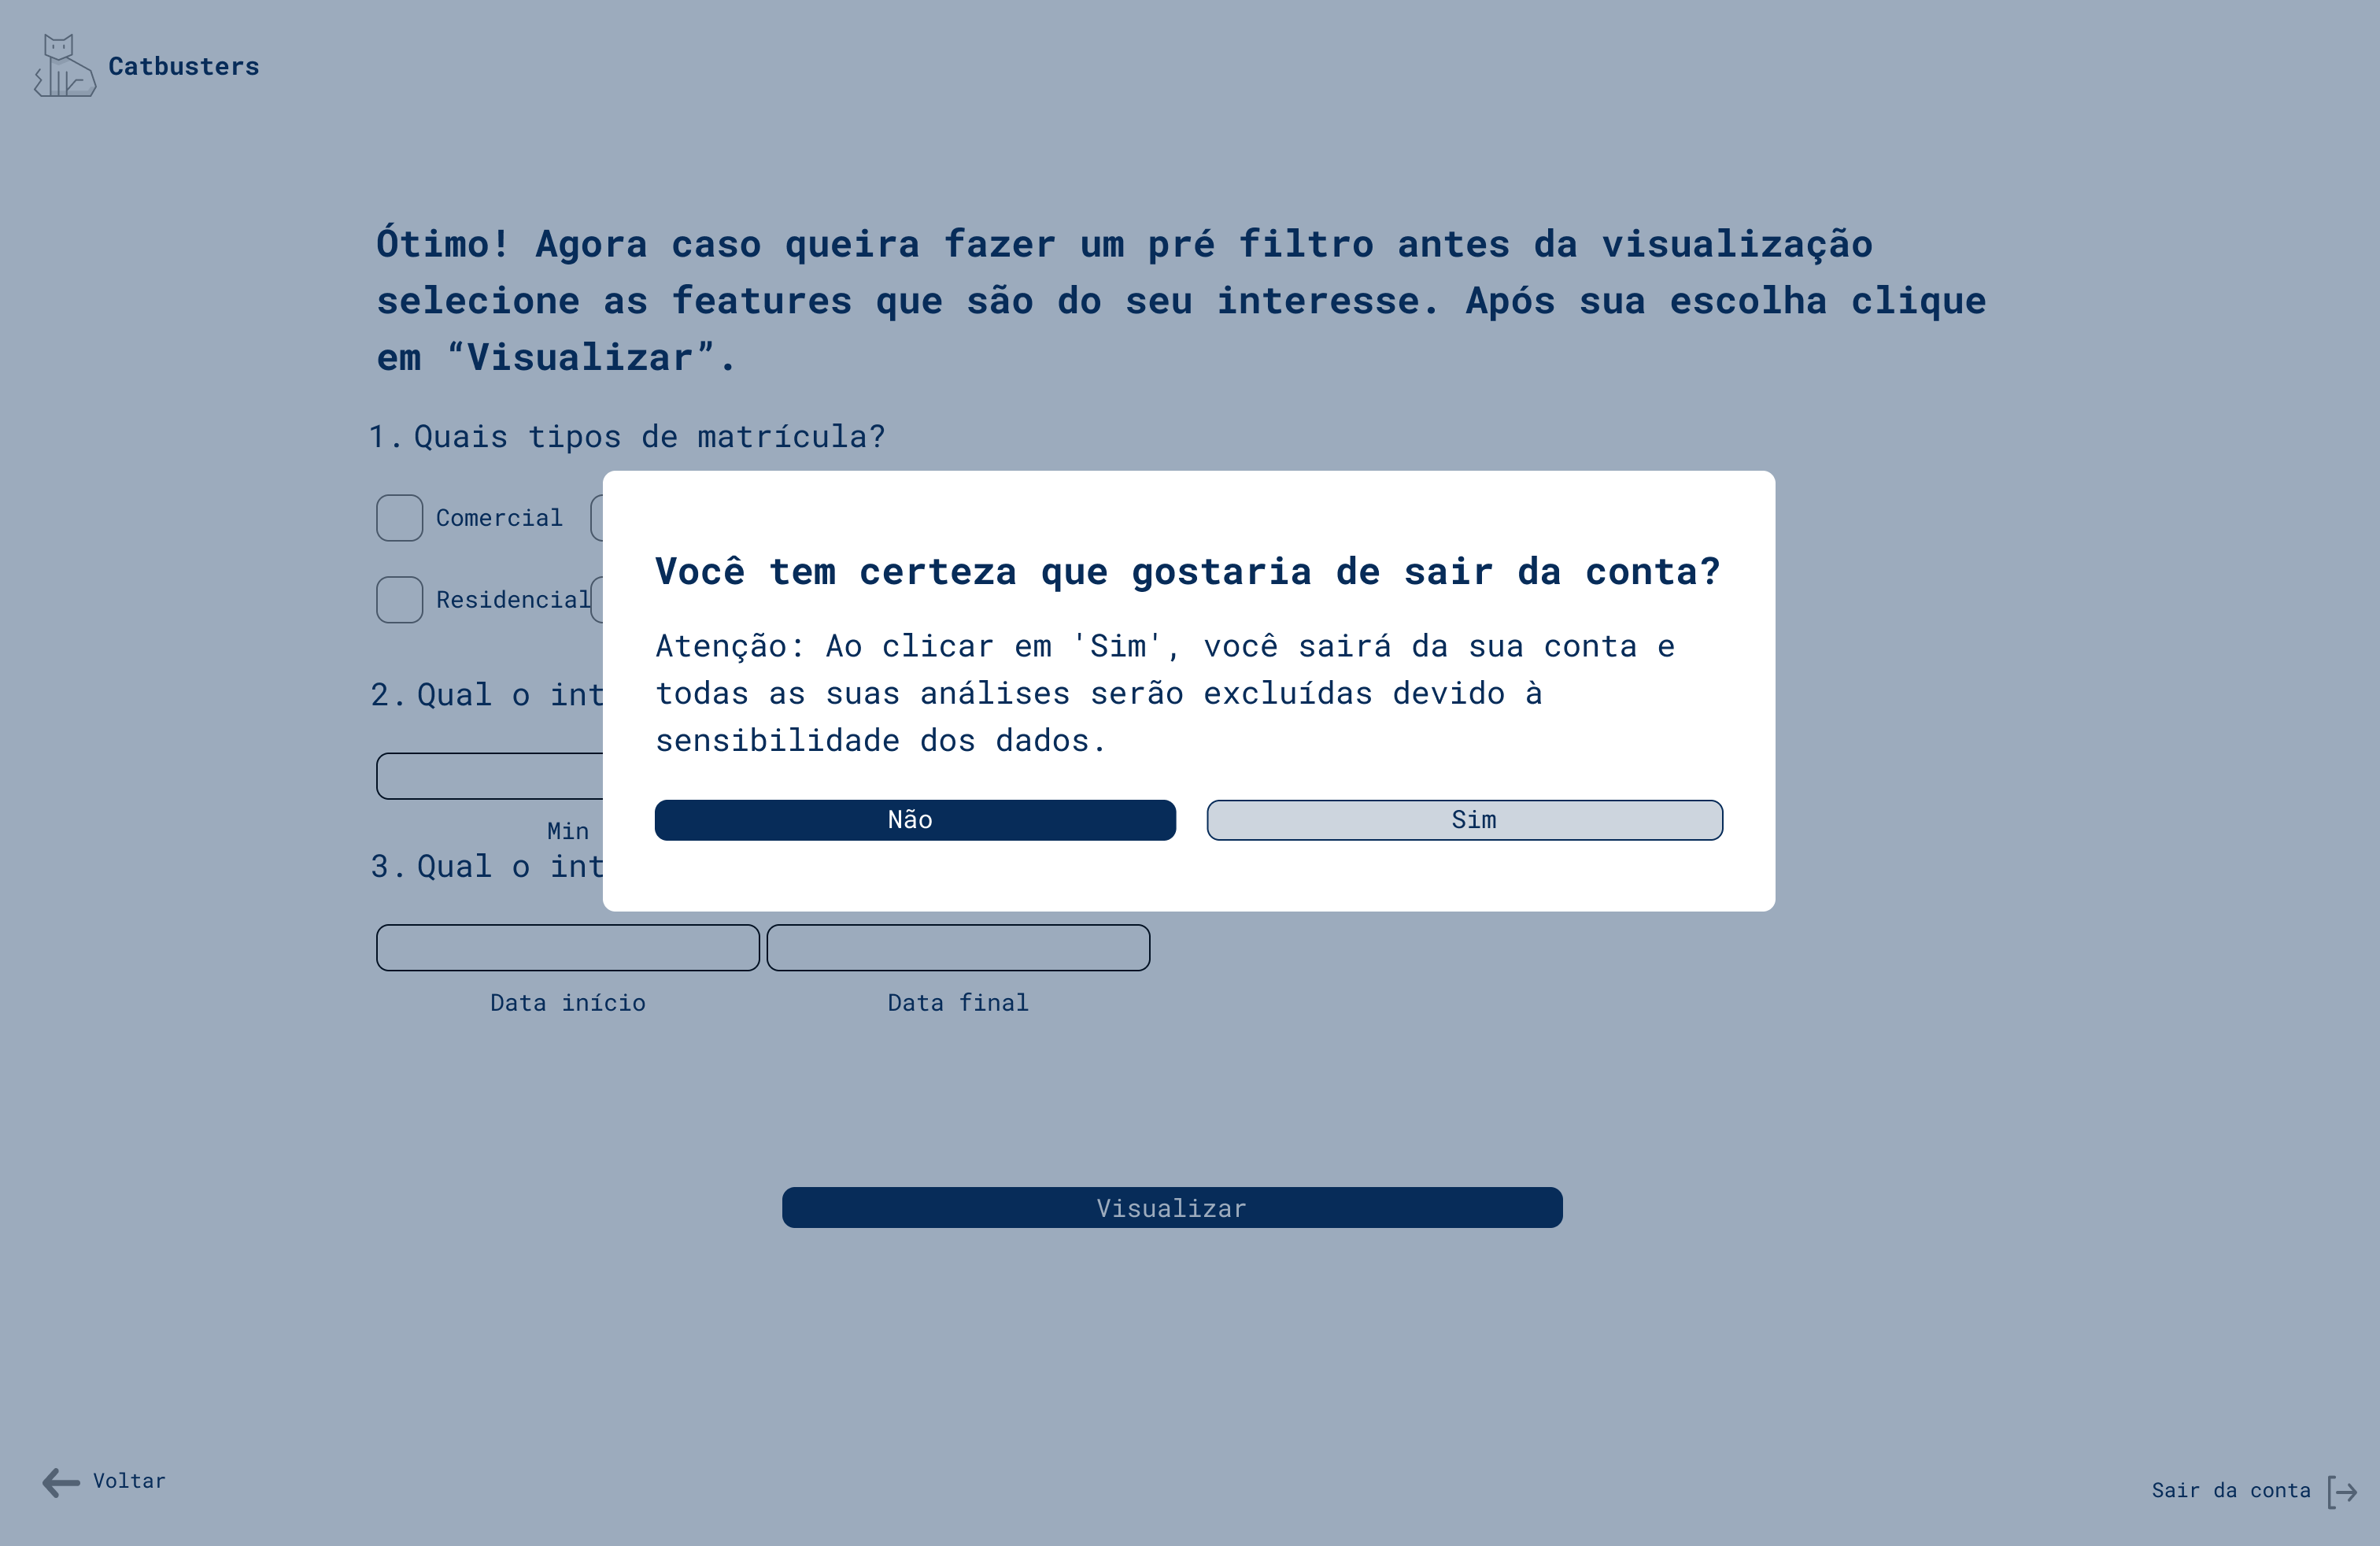 Catbusters
Ótimo! Agora caso queira fazer um pré filtro antes da visualização
selecione as features que são do seu interesse. Após sua escolha clique
em “Visualizar”.
1. Quais tipos de matrícula?
Comercial
Residencial
2. Qual o int
Min
3. Qual o int
Você tem certeza que gostaria de sair da conta?
Atenção: Ao clicar em 'Sim', você sairá da sua conta e
todas as suas análises serão excluídas devido à
sensibilidade dos dados.
Não
Sim
Data início
Data final
Visualizar
Voltar
Sair da conta